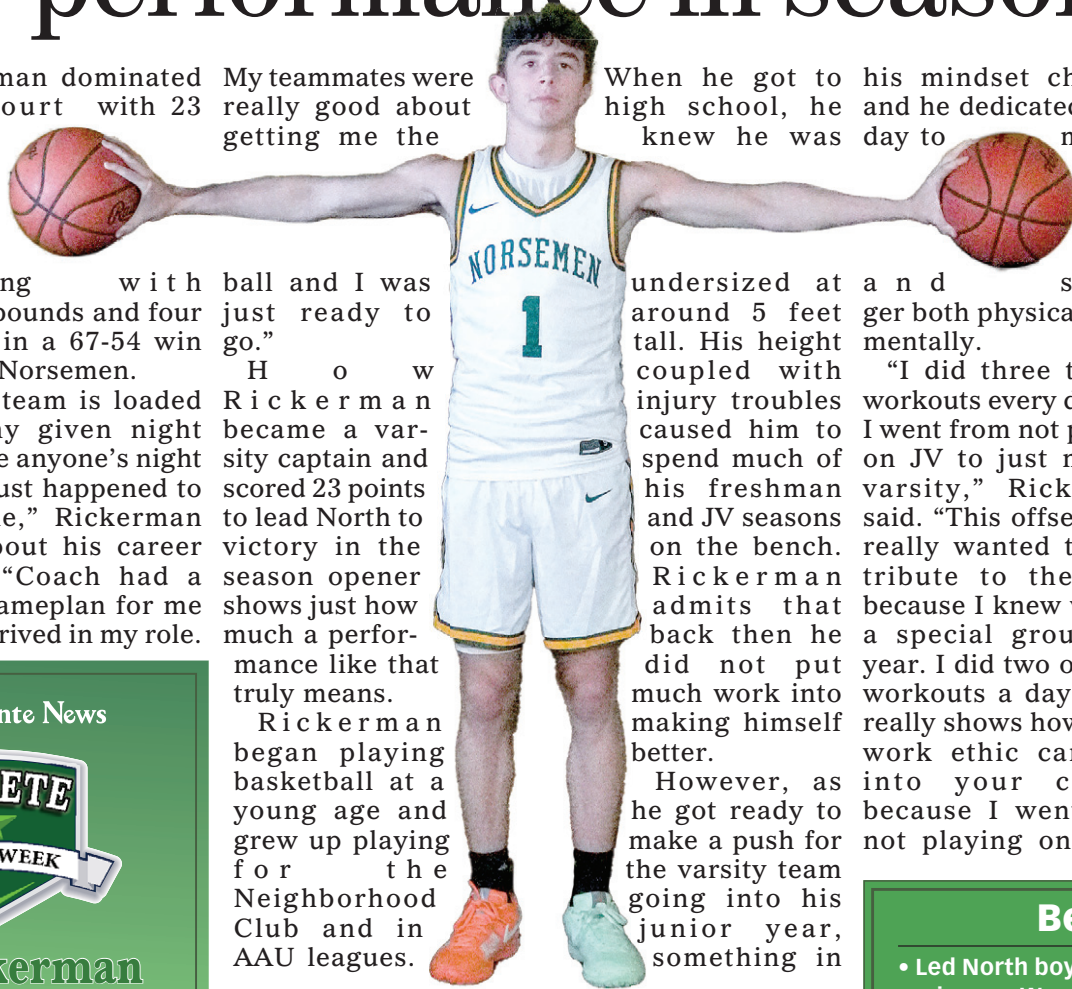 performance in season
man dominated
ourt with 23
ng with
pounds and four
in a 67-54 win
Norsemen.
team is loaded
ny given night
e anyone's night
ust happened to
e,” Rickerman
bout his career
“Coach had a
ameplan for me
rived in my role.
My teammates were
really good about
getting me the
ball and I was
just ready to
go.”
How
Rickerman
became a var-
sity captain and
scored 23 points
to lead North to
victory in the
season opener
shows just how
much a perfor-
mance like that
truly means.
Rickerman
began playing
basketball at a
young age and
grew up playing
for the
Neighborhood
Club and in
AAU leagues.
NORSEMEN
1
When he got to
high school, he
knew he was
undersized at
around 5 feet
tall. His height
coupled with
injury troubles
caused him to
spend much of
his freshman
and JV seasons
on the bench.
Rickerman
admits that
back then he
did not put
much work into
making himself
better.
However, as
he got ready to
make a push for
the varsity team
going into his
junior year,
something in
his mindset ch
and he dedicated
day to
and s
ger both physica
mentally.
“I did three t
workouts every d
I went from not p
on JV to just m
varsity,” Rick
said. “This offse
really wanted t
tribute to the
because I knew
a special grou
year. I did two o
workouts a day
really shows how
work ethic car
into your c
because I went
not playing on
nte News
ETE
WEEK
kerman
Be
• Led North boy